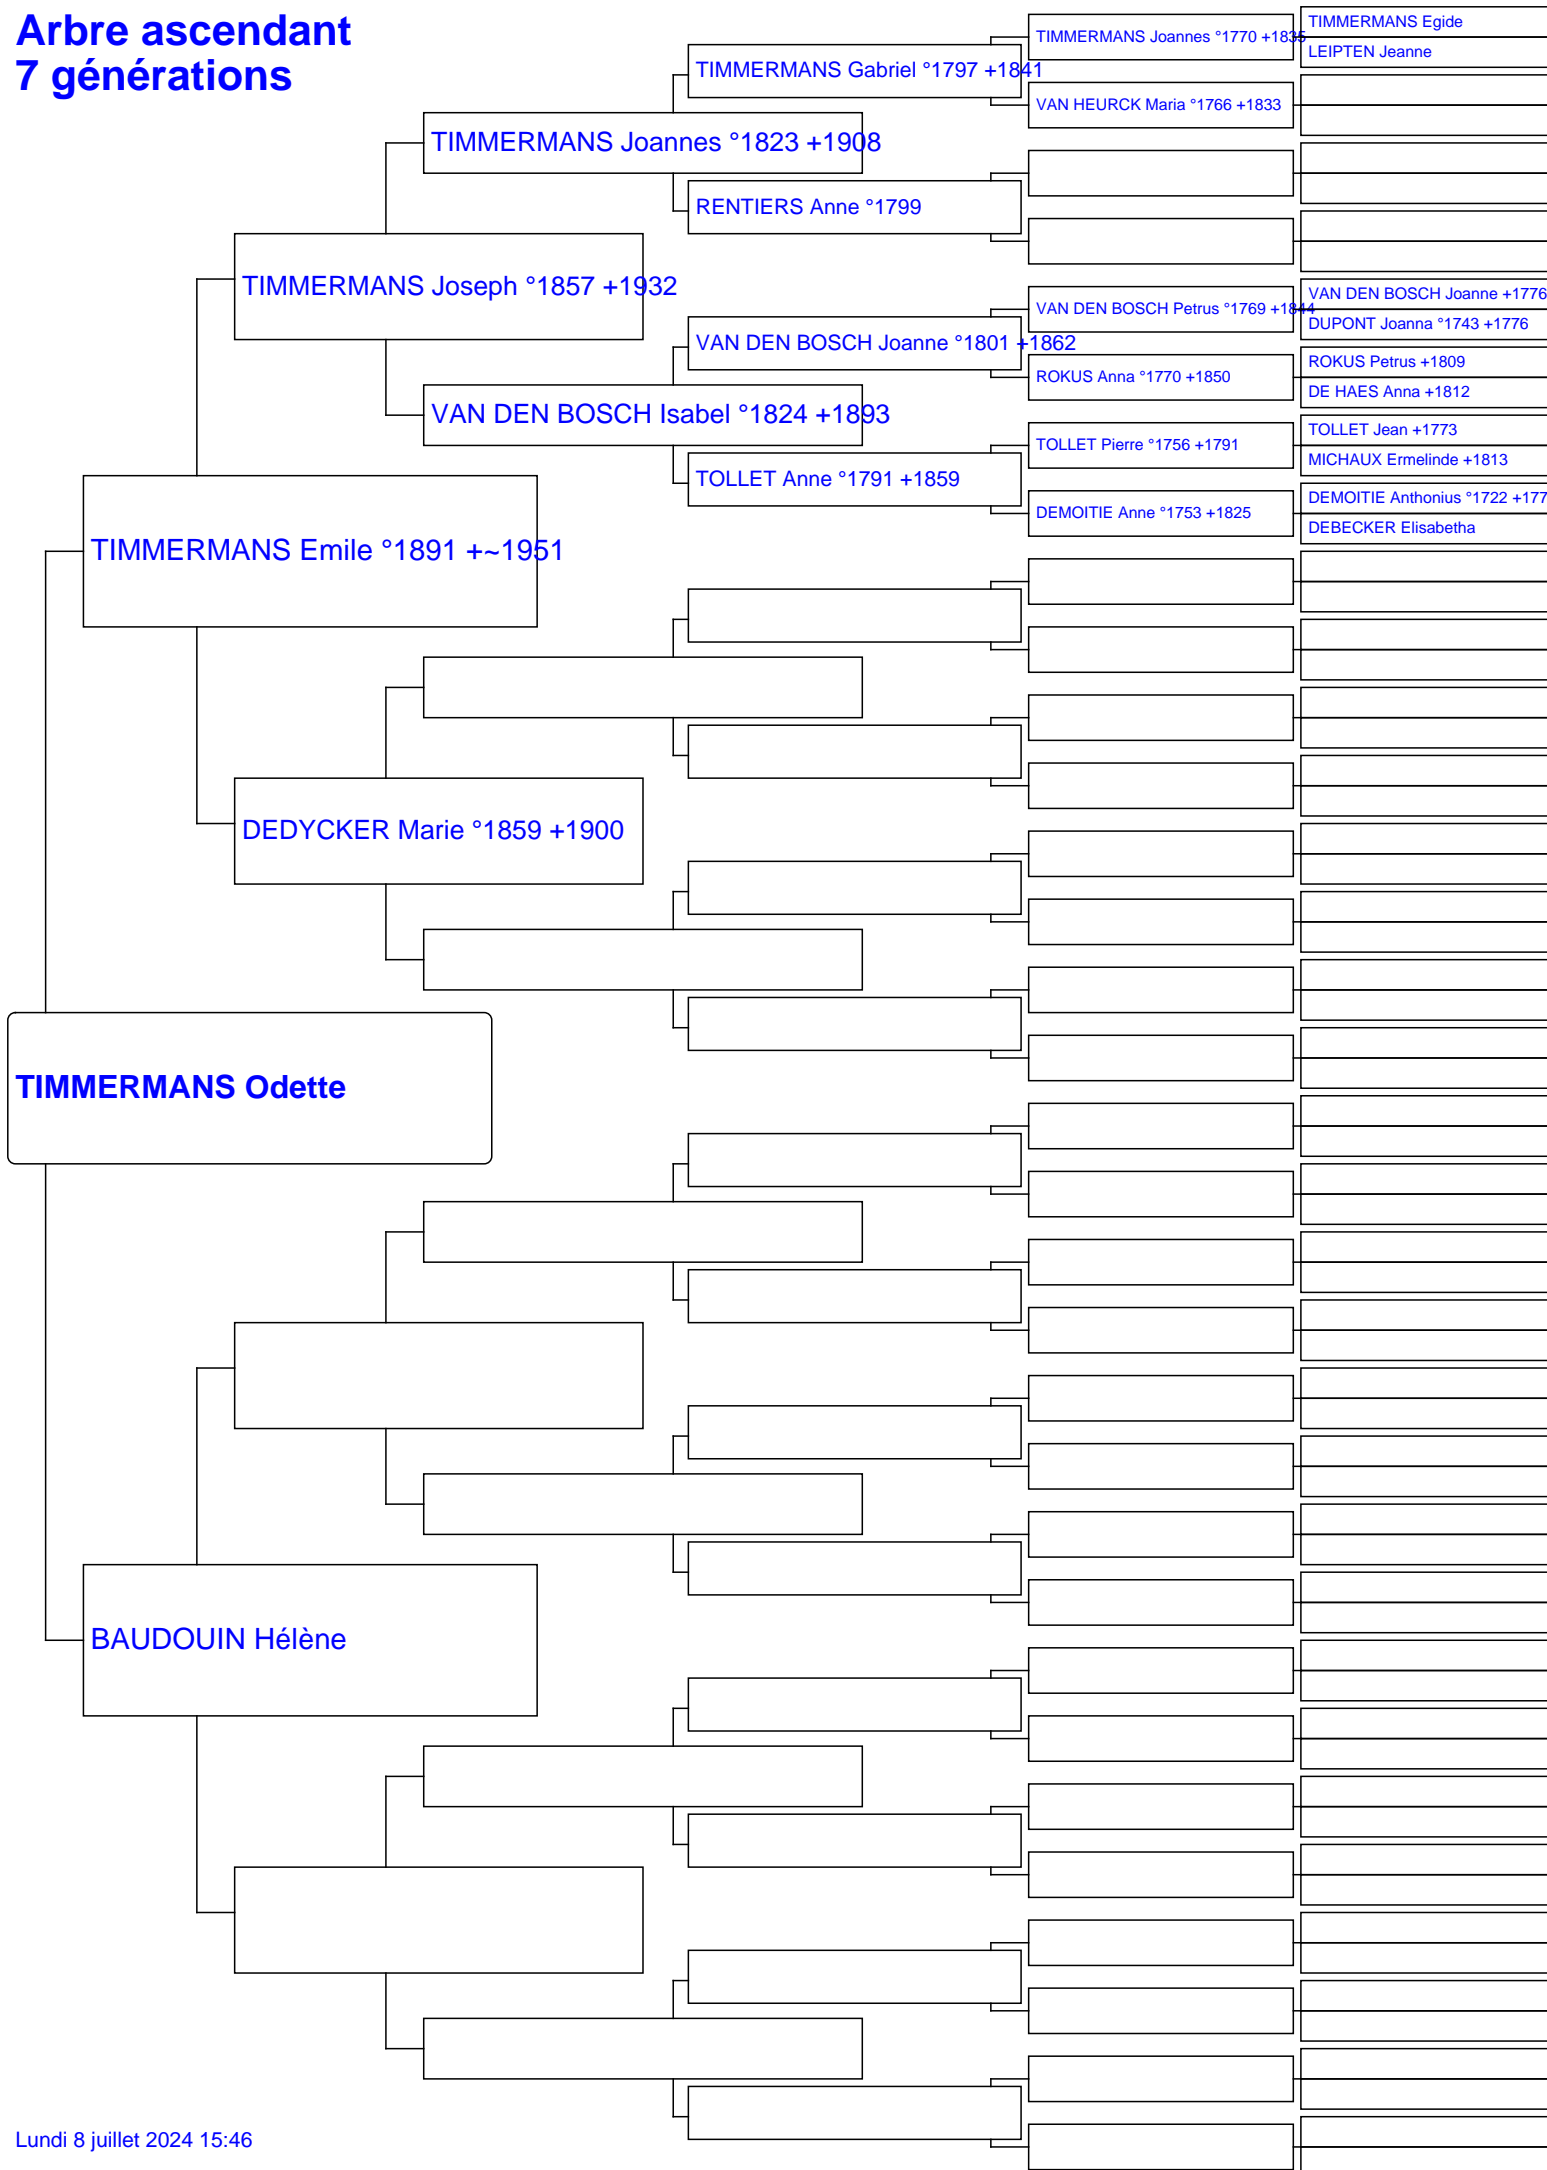 Arbre ascendant
7 générations
TIMMERMANS Odette
TIMMERMANS Emile °1891 +~1951
BAUDOUIN Hélène
TIMMERMANS Joseph °1857 +1932
DEDYCKER Marie °1859 +1900
TIMMERMANS Joannes °1823 +1908
VAN DEN BOSCH Isabel °1824 +1893
TIMMERMANS Gabriel °1797 +1841
RENTIERS Anne °1799
VAN DEN BOSCH Joanne °1801 +1862
TOLLET Anne °1791 +1859
TIMMERMANS Joannes °1770 +1835
VAN HEURCK Maria °1766 +1833
VAN DEN BOSCH Petrus °1769 +1844
ROKUS Anna °1770 +1850
TOLLET Pierre °1756 +1791
DEMOITIE Anne °1753 +1825
TIMMERMANS Egide
LEIPTEN Jeanne
VAN DEN BOSCH Joanne +1776
DUPONT Joanna °1743 +1776
ROKUS Petrus +1809
DE HAES Anna +1812
TOLLET Jean +1773
MICHAUX Ermelinde +1813
DEMOITIE Anthonius °1722 +177
DEBECKER Elisabetha
Lundi 8 juillet 2024 15:46